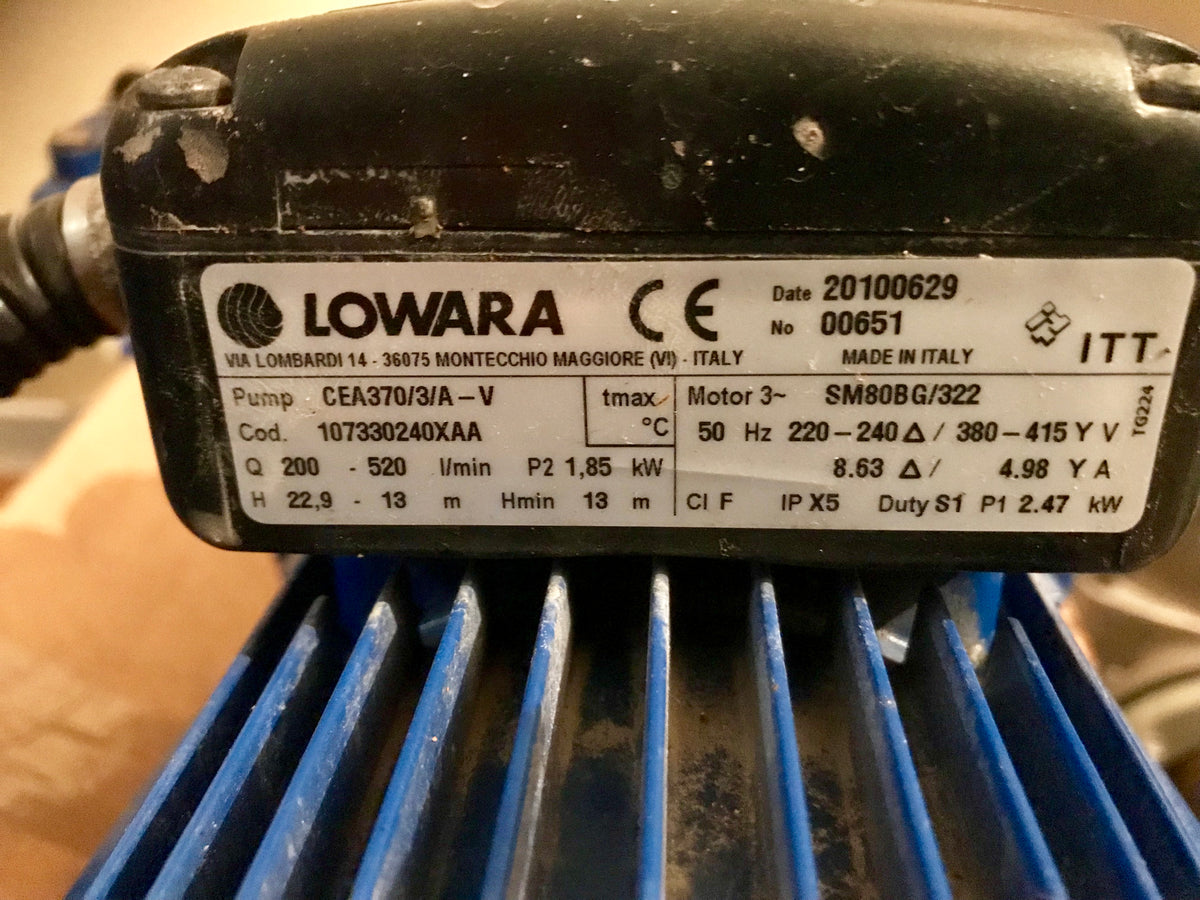 LOWARA CE Date 20100629
No 00651
ITT
VIA LOMBARDI 14 - 36075 MONTECCHIO MAGGIORE (VI) - ITALY MADE IN ITALY
Pump CEA370/3/A – V tmax Motor 3~ SM80BG/322
Cod. 107330240XAA °C 50 Hz 220 – 240 Δ / 380 – 415 Y V
Q 200 - 520 l/min P2 1,85 kW 8.63 Δ / 4.98 Y A
H 22,9 - 13 m Hmin 13 m Cl F IP X5 Duty S1 P1 2.47 kW
TG224